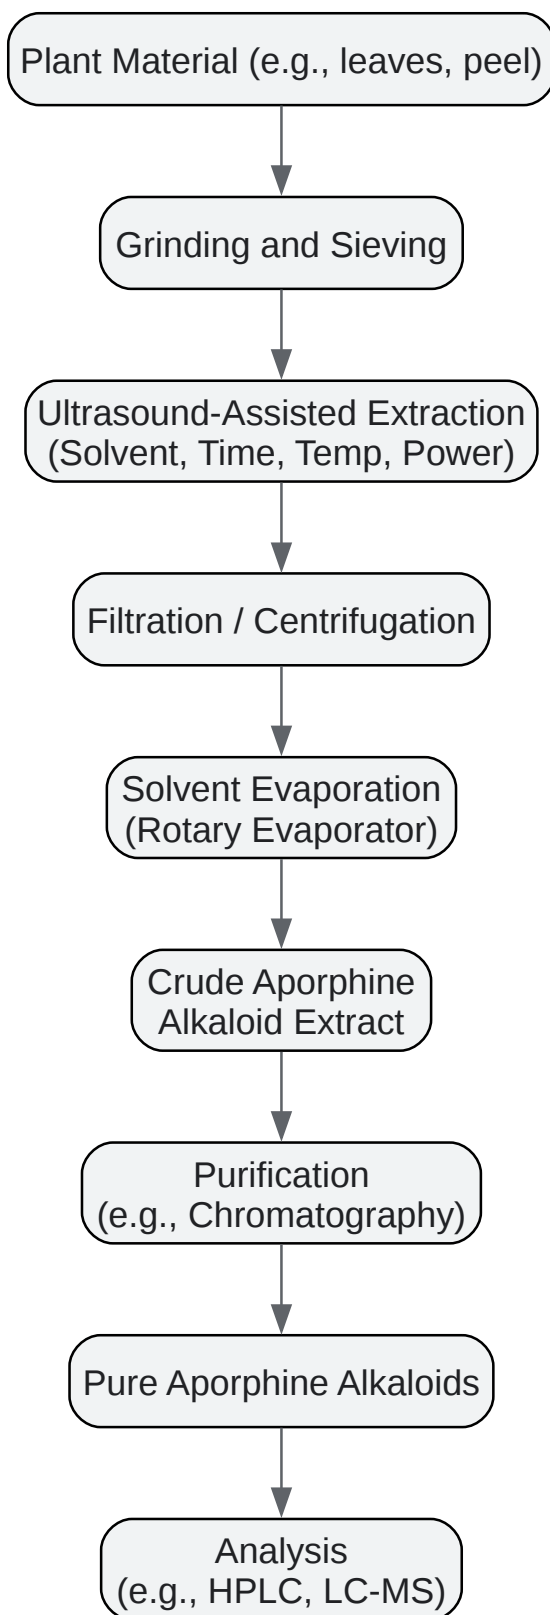 Plant Material (e.g., leaves, peel)
Grinding and Sieving
Ultrasound-Assisted Extraction
(Solvent, Time, Temp, Power)
Filtration / Centrifugation
Solvent Evaporation
(Rotary Evaporator)
Crude Aporphine
Alkaloid Extract
Purification
(e.g., Chromatography)
Pure Aporphine Alkaloids
Analysis
(e.g., HPLC, LC-MS)